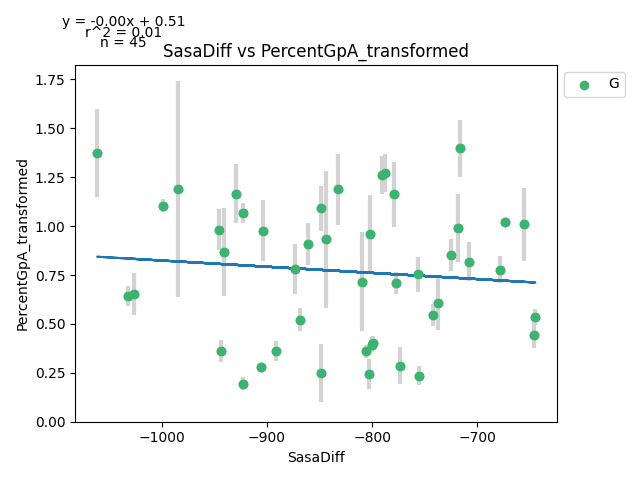 y = -0.00x + 0.51
r^2 = 0.01
n = 45
SasaDiff vs PercentGpA_transformed
G
PercentGpA_transformed
1.75
1.50
1.25
1.00
0.75
0.50
0.25
0.00
−1000
−900
−800
−700
SasaDiff